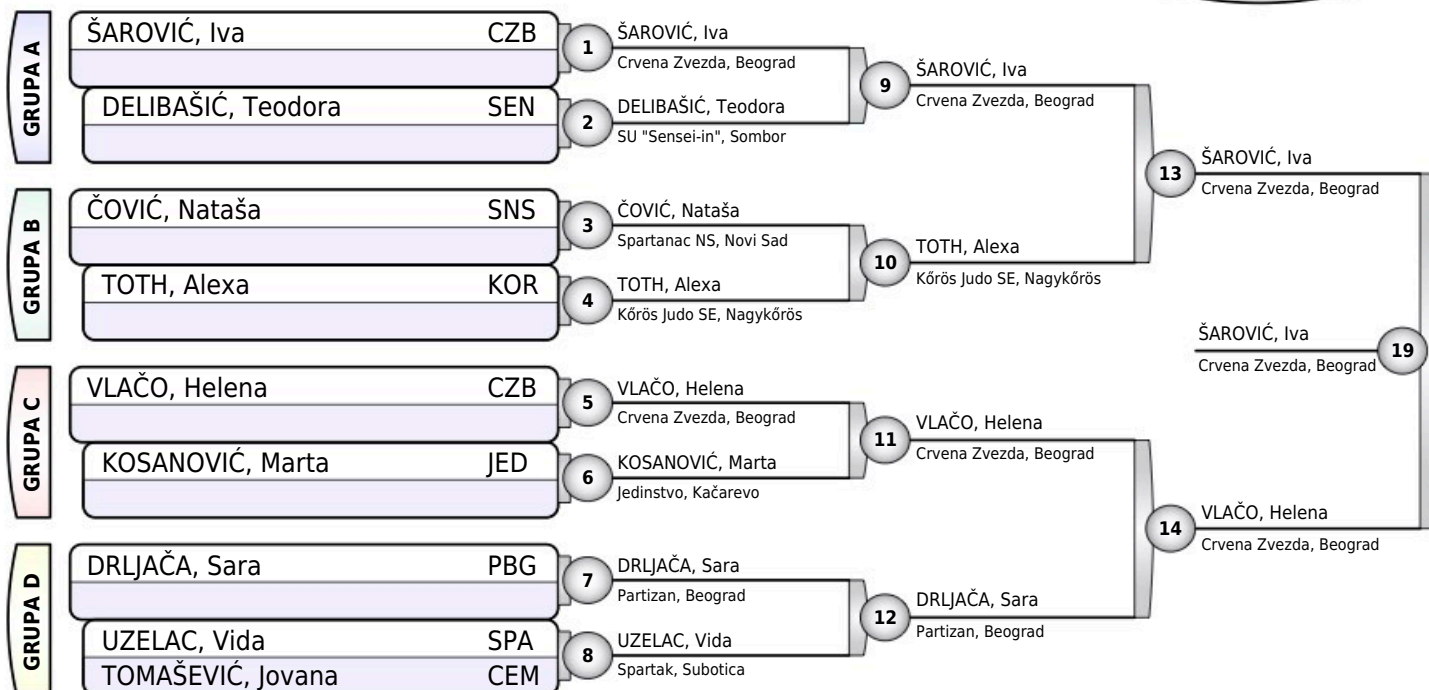 GRUPA A
ŠAROVIĆ, Iva CZB
DELIBAŠIĆ, Teodora SEN
GRUPA B
ČOVIĆ, Nataša SNS
TOTH, Alexa KOR
GRUPA C
VLAČO, Helena CZB
KOSANOVIĆ, Marta JED
GRUPA D
DRLJAČA, Sara PBG
UZELAC, Vida SPA
TOMAŠEVIĆ, Jovana CEM
1
ŠAROVIĆ, Iva
Crvena Zvezda, Beograd
2
DELIBAŠIĆ, Teodora
SU "Sensei-in", Sombor
3
ČOVIĆ, Nataša
Spartanac NS, Novi Sad
4
TOTH, Alexa
Kőrös Judo SE, Nagykőrös
5
VLAČO, Helena
Crvena Zvezda, Beograd
6
KOSANOVIĆ, Marta
Jedinstvo, Kačarevo
7
DRLJAČA, Sara
Partizan, Beograd
8
UZELAC, Vida
Spartak, Subotica
9
ŠAROVIĆ, Iva
Crvena Zvezda, Beograd
10
TOTH, Alexa
Kőrös Judo SE, Nagykőrös
11
VLAČO, Helena
Crvena Zvezda, Beograd
12
DRLJAČA, Sara
Partizan, Beograd
13
ŠAROVIĆ, Iva
Crvena Zvezda, Beograd
14
VLAČO, Helena
Crvena Zvezda, Beograd
ŠAROVIĆ, Iva
Crvena Zvezda, Beograd
19